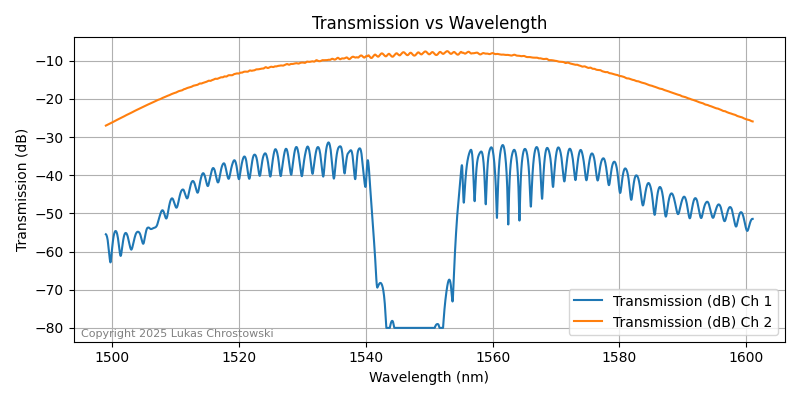 Transmission vs Wavelength
Transmission (dB)
−10
−20
−30
−40
−50
−60
−70
−80
Transmission (dB) Ch 1
Transmission (dB) Ch 2
Copyright 2025 Lukas Chrostowski
1500 1520 1540 1560 1580 1600
Wavelength (nm)